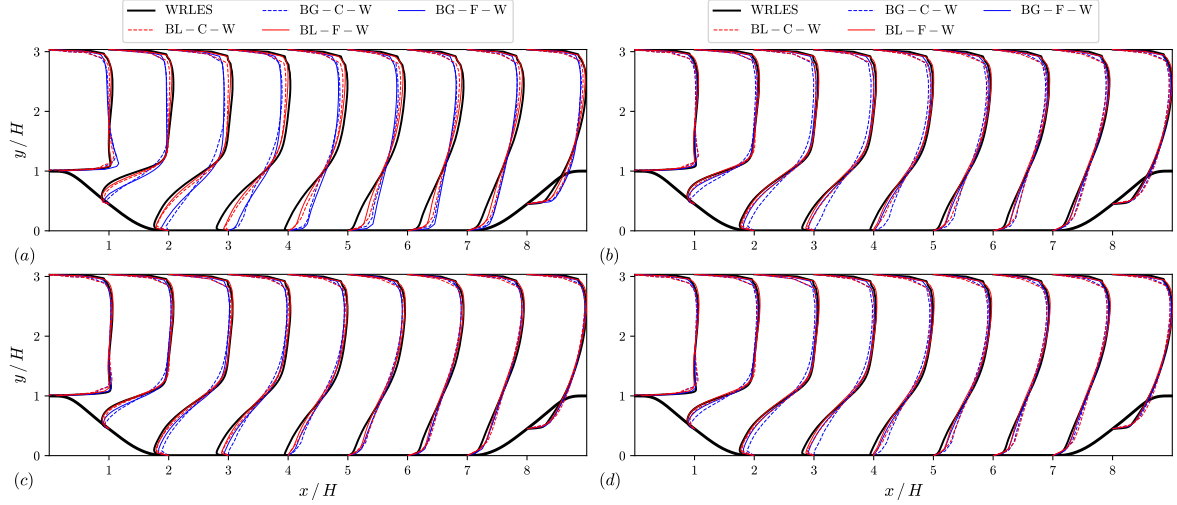 WRLES BG − C − W BG − F − W
BL − C − W BL − F − W
WRLES BG − C − W BG − F − W
BL − C − W BL − F − W
3
2
1
0
y / H
1 2 3 4 5 6 7 8
(a)
3
2
1
0
1 2 3 4 5 6 7 8
(b)
3
2
1
0
y / H
1 2 3 4 5 6 7 8
x / H
(c)
3
2
1
0
1 2 3 4 5 6 7 8
x / H
(d)